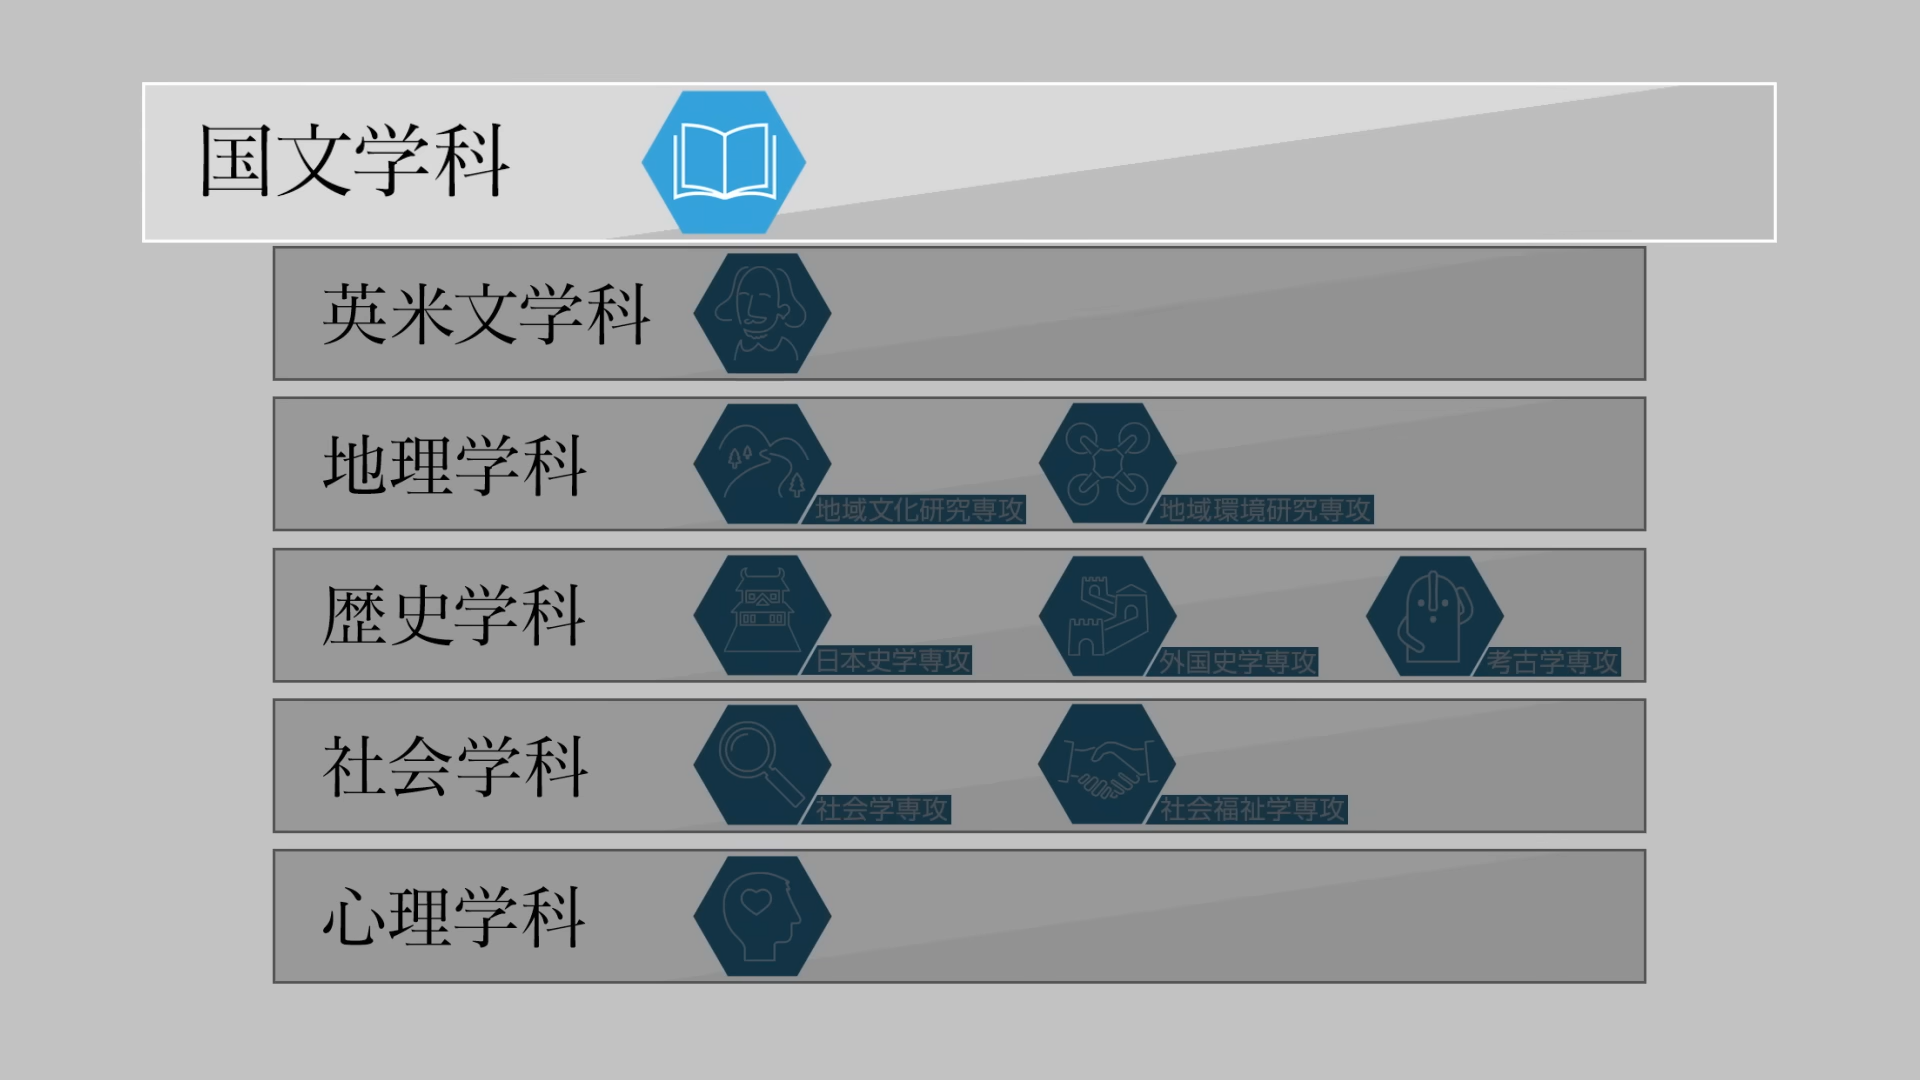 国文学科
英米文学科
地理学科
地域文化研究専攻
地域環境研究専攻
歴史学科
日本史学専攻
外国史学専攻
考古学専攻
社会学科
社会学専攻
社会福祉学専攻
心理学科